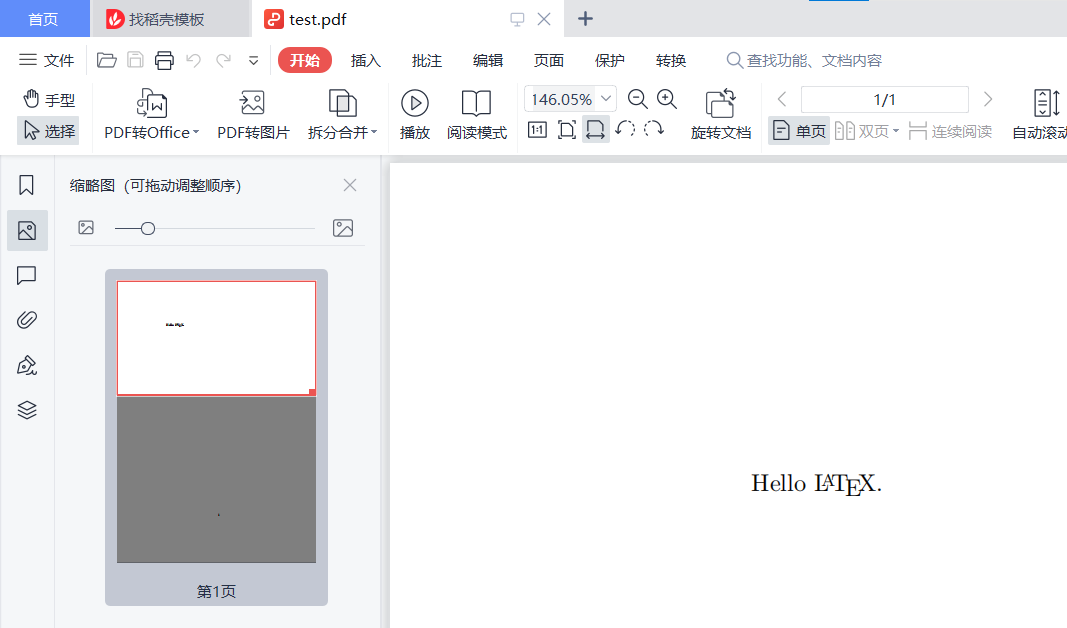 首页 找稻壳模板 test.pdf
文件 开始 插入 批注 编辑 页面 保护 转换 查找功能、文档内容
手型 146.05% 1/1
选择 PDF转Office PDF转图片 拆分合并 播放 阅读模式 1:1 旋转文档 单页 双页 连续阅读 自动滚动
缩略图 (可拖动调整顺序)
Hello LATEX.
第1页